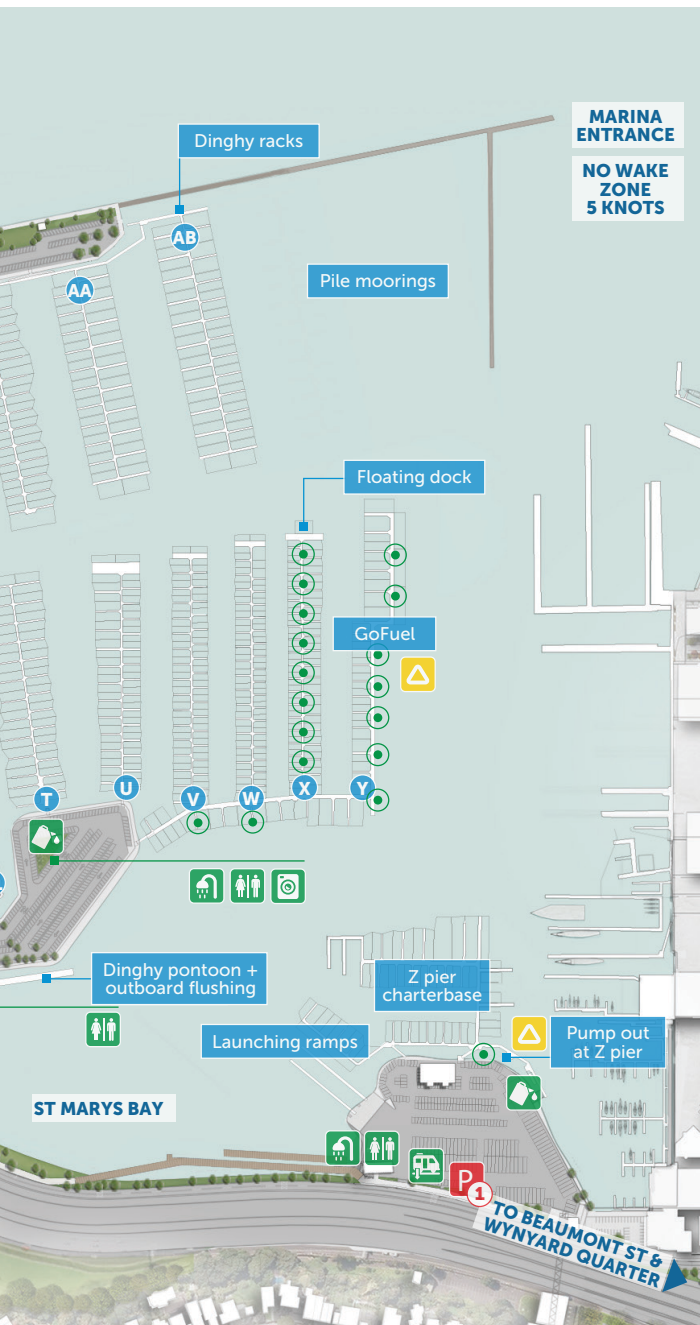 MARINA
ENTRANCE
NO WAKE
ZONE
5 KNOTS
Dinghy racks
AB
AA
Pile moorings
Floating dock
GoFuel
T
U
V
W
X
Y
Dinghy pontoon +
outboard flushing
Z pier
charterbase
Launching ramps
Pump out
at Z pier
ST MARYS BAY
P
1
TO BEAUMONT ST &
WYNYARD QUARTER